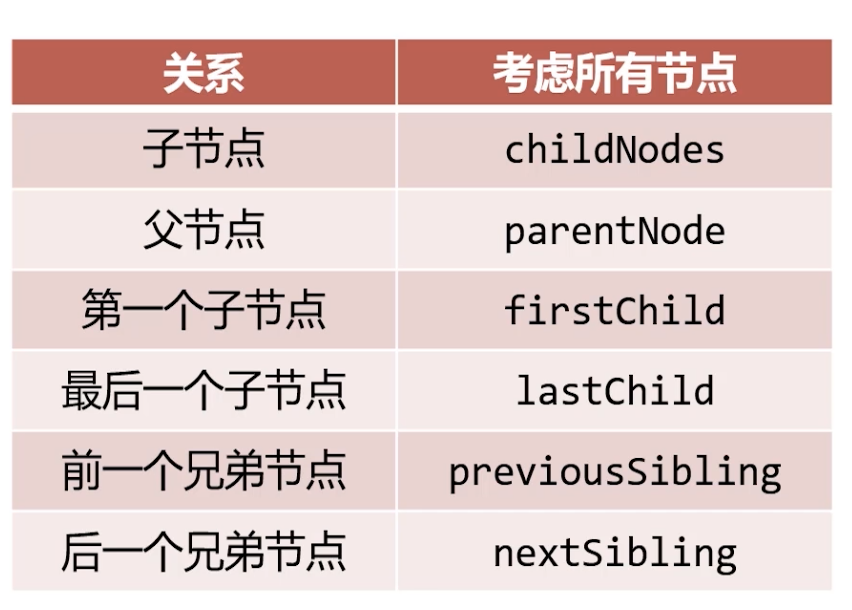 关系 考虑所有节点
子节点 childNodes
父节点 parentNode
第一个子节点 firstChild
最后一个子节点 lastChild
前一个兄弟节点 previousSibling
后一个兄弟节点 nextSibling